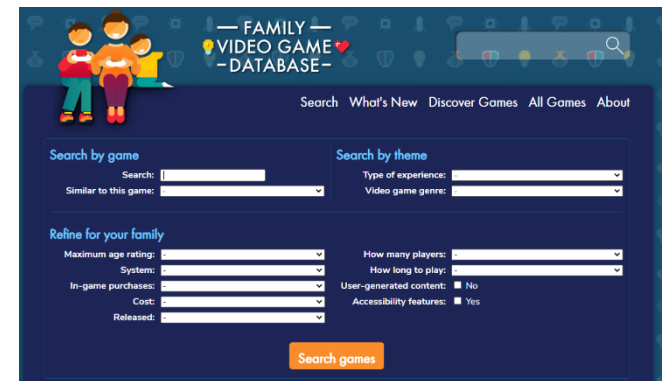 — FAMILY —
VIDEO GAME
-DATABASE-
Search What's New Discover Games All Games About
Search by game
Search:
Similar to this game: -
Search by theme
Type of experience: -
Video game genre: -
Refine for your family
Maximum age rating: -
System: -
In-game purchases: -
Cost: -
Released: -
How many players: -
How long to play: -
User-generated content: No
Accessibility features: Yes
Search games